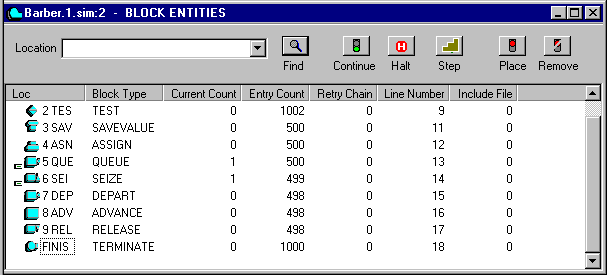 Barber.1.sim:2 - BLOCK ENTITIES
Location Find Continue Halt Step Place Remove
Loc Block Type Current Count Entry Count Retry Chain Line Number Include File
2 TES TEST 0 1002 0 9 0
3 SAV SAVEVALUE 0 500 0 11 0
4 ASN ASSIGN 0 500 0 12 0
5 QUE QUEUE 1 500 0 13 0
6 SEI SEIZE 1 499 0 14 0
7 DEP DEPART 0 498 0 15 0
8 ADV ADVANCE 0 498 0 16 0
9 REL RELEASE 0 498 0 17 0
FINIS TERMINATE 0 1000 0 18 0